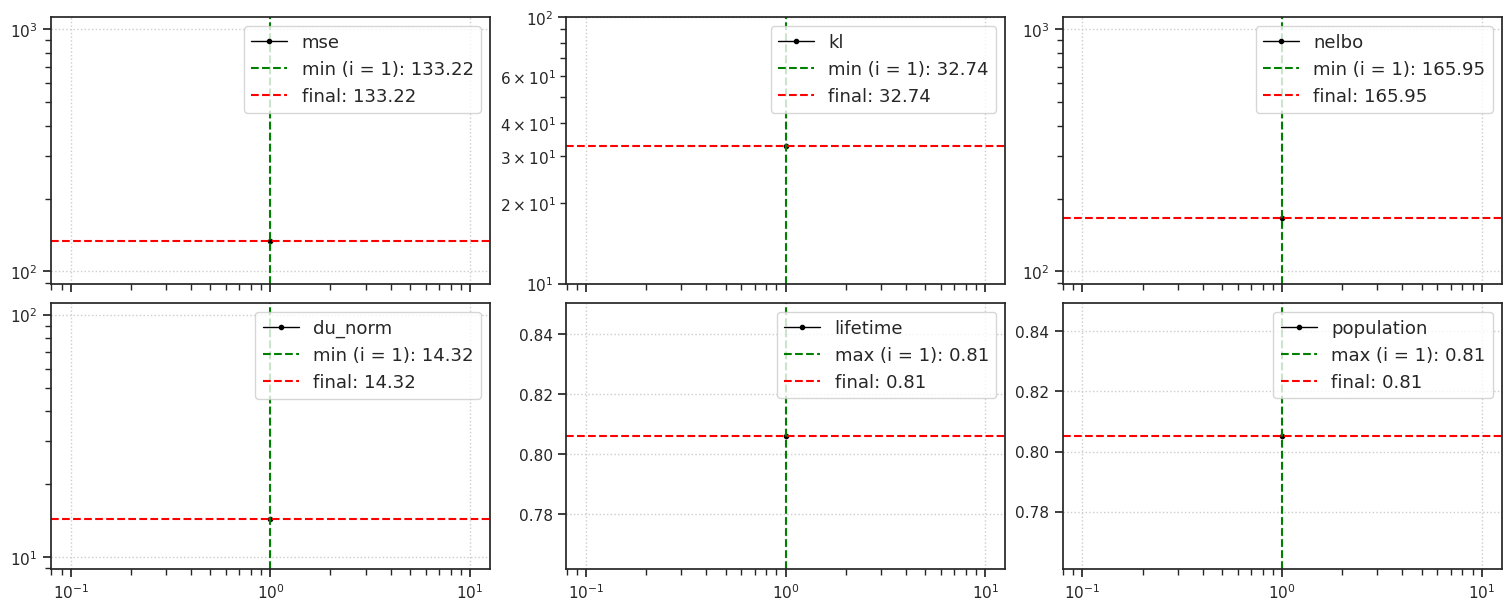 10³
10²
mse
min (i = 1): 133.22
final: 133.22
10²
6 × 10¹
4 × 10¹
3 × 10¹
2 × 10¹
10¹
kl
min (i = 1): 32.74
final: 32.74
10³
10²
nelbo
min (i = 1): 165.95
final: 165.95
10²
10¹
du_norm
min (i = 1): 14.32
final: 14.32
10⁻¹ 10⁰ 10¹
0.84
0.82
0.80
0.78
lifetime
max (i = 1): 0.81
final: 0.81
10⁻¹ 10⁰ 10¹
0.84
0.82
0.80
0.78
population
max (i = 1): 0.81
final: 0.81
10⁻¹ 10⁰ 10¹